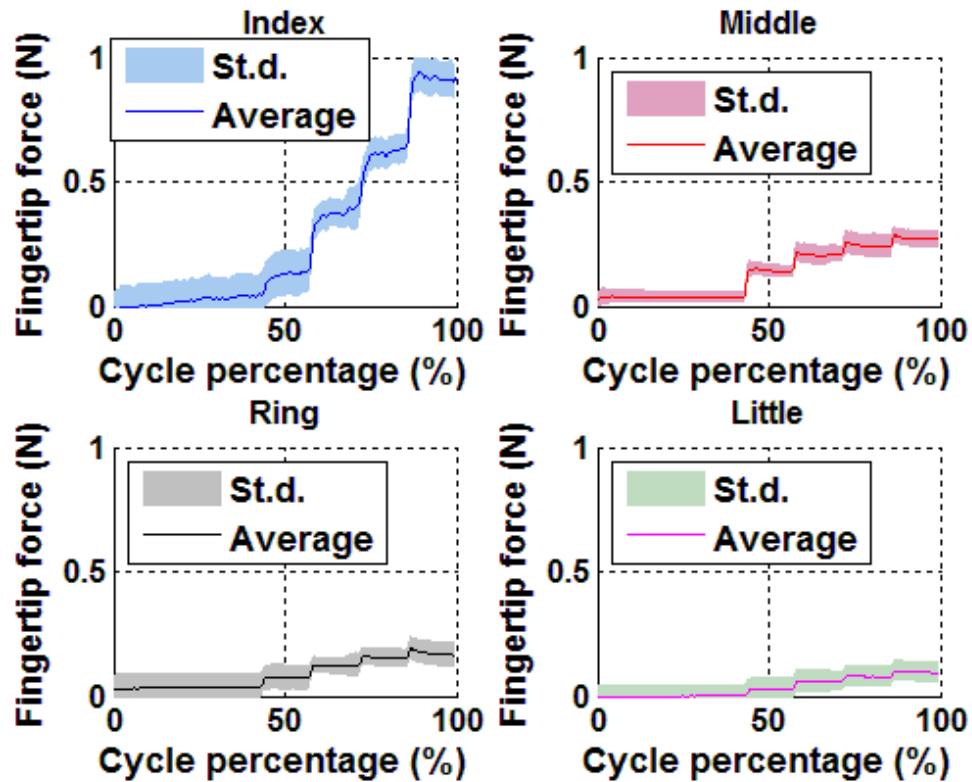 Index
Fingertip force (N)
1
0.5
0
St.d.
Average
0
50
100
Cycle percentage (%)
Middle
Fingertip force (N)
1
0.5
0
St.d.
Average
0
50
100
Cycle percentage (%)
Ring
Fingertip force (N)
1
0.5
0
St.d.
Average
0
50
100
Cycle percentage (%)
Little
Fingertip force (N)
1
0.5
0
St.d.
Average
0
50
100
Cycle percentage (%)